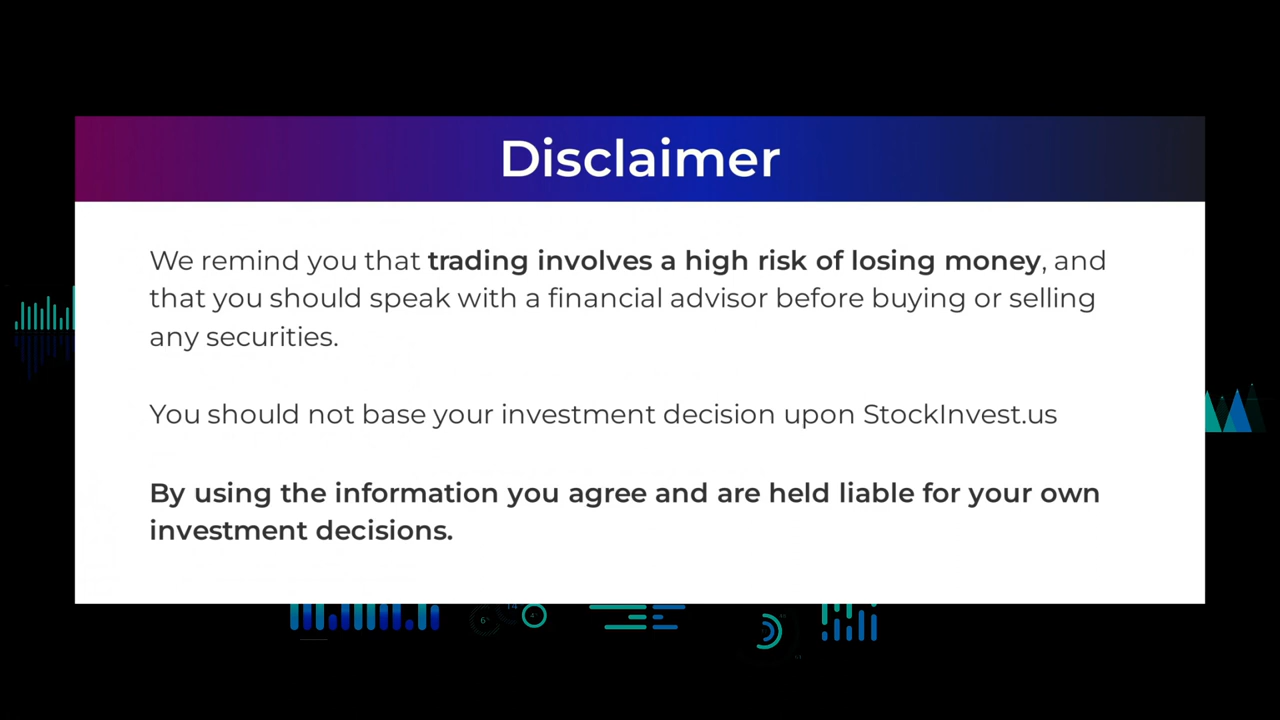 Disclaimer
We remind you that trading involves a high risk of losing money, and
that you should speak with a financial advisor before buying or selling
any securities.
You should not base your investment decision upon StockInvest.us
By using the information you agree and are held liable for your own
investment decisions.